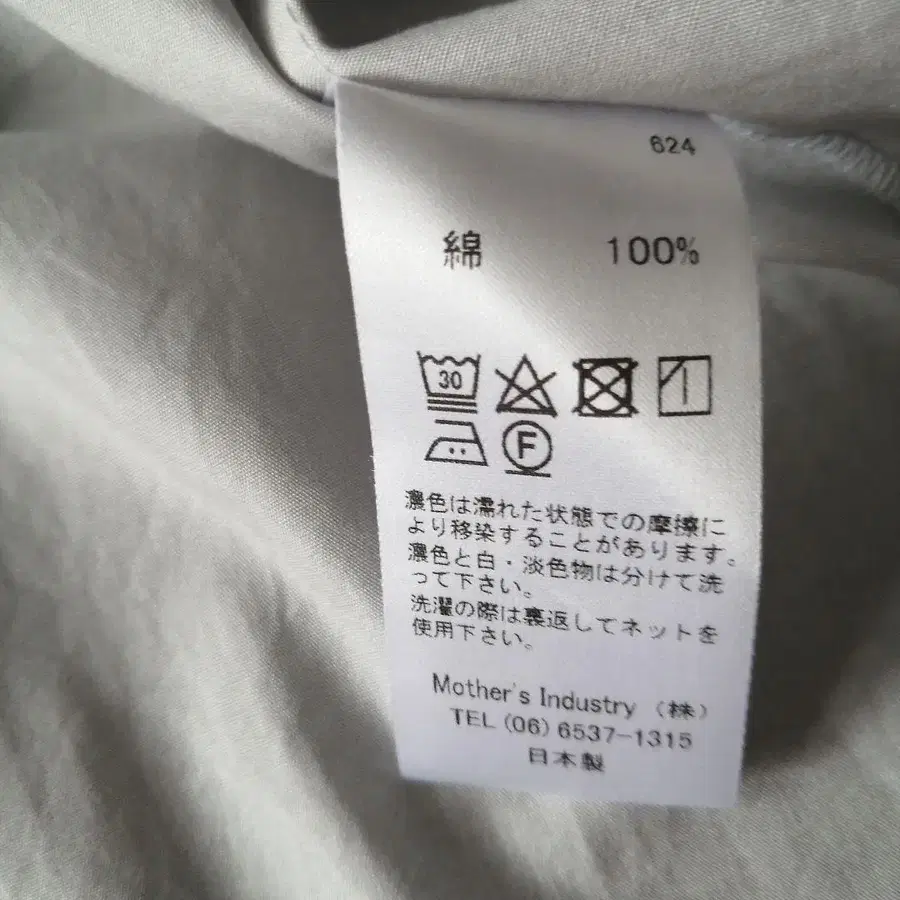 624
綿 100%
30
F
濃色は濡れた状態での摩擦に
より移染することがあります。
濃色と白・淡色物は分けて洗
って下さい。
洗濯の際は裏返してネットを
使用下さい。
Mother's Industry （株）
TEL (06) 6537-1315
日本製